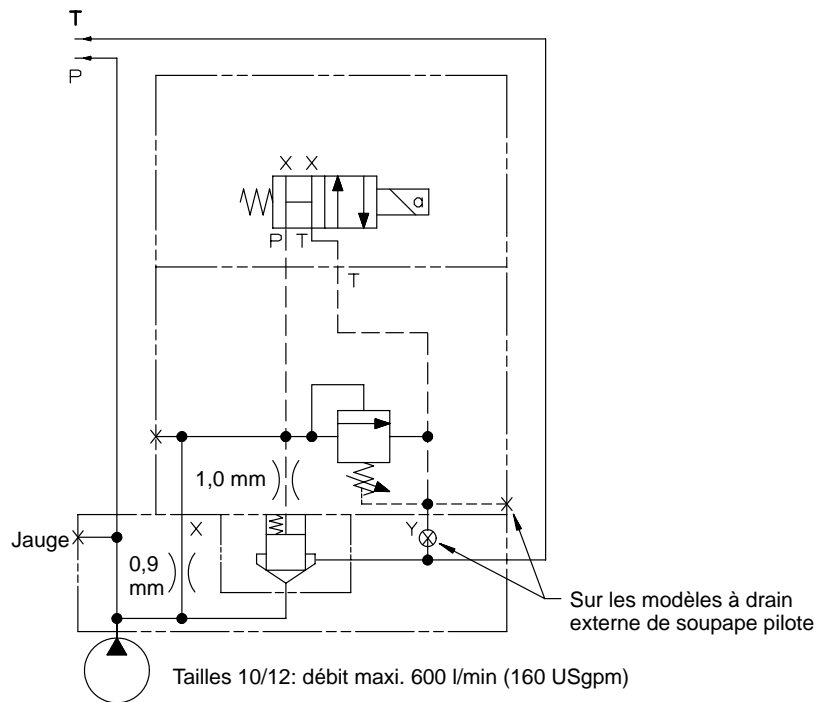 T
P
X X
a
P T
T
1,0 mm
X
Y
Jauge
0,9
mm
Sur les modèles à drain
externe de soupape pilote
Tailles 10/12: débit maxi. 600 l/min (160 USgpm)